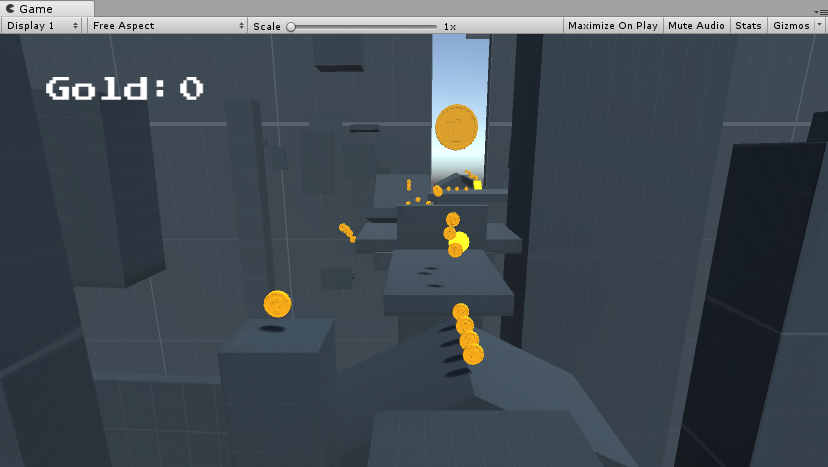 Game
Display 1 Free Aspect Scale 1x Maximize On Play Mute Audio Stats Gizmos
Gold: 0